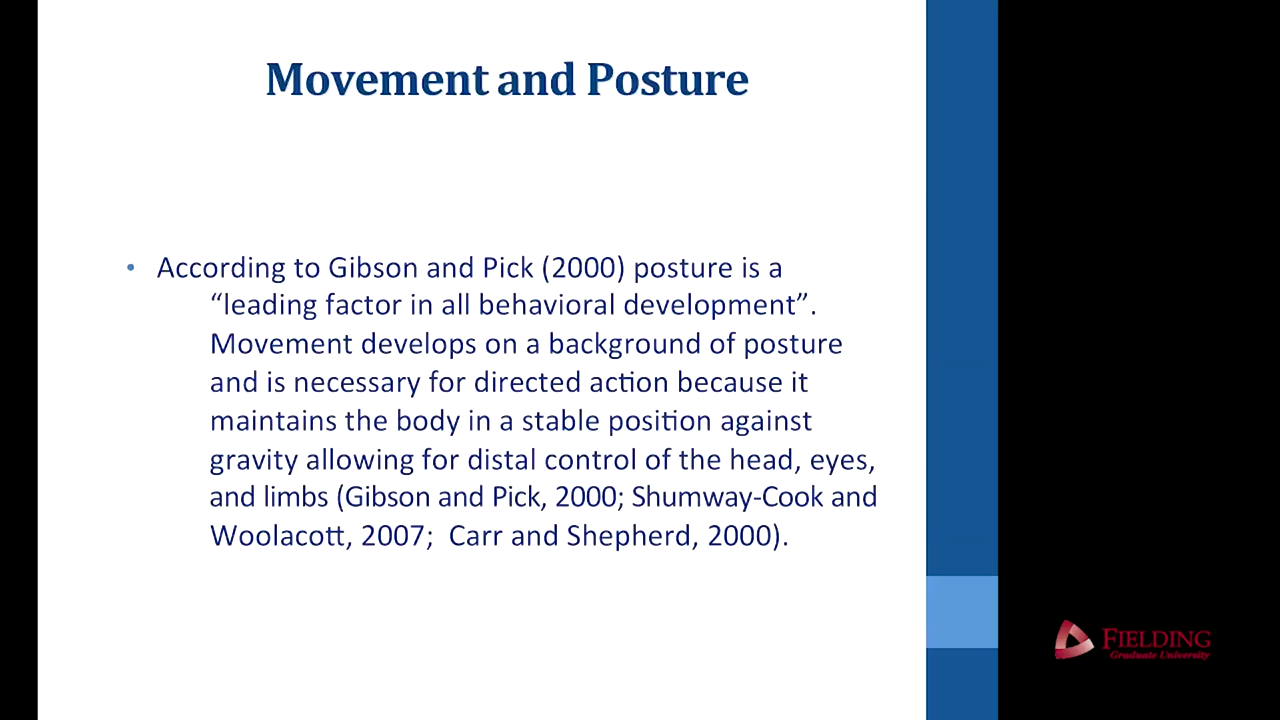 Movement and Posture
• According to Gibson and Pick (2000) posture is a
“leading factor in all behavioral development”.
Movement develops on a background of posture
and is necessary for directed action because it
maintains the body in a stable position against
gravity allowing for distal control of the head, eyes,
and limbs (Gibson and Pick, 2000; Shumway-Cook and
Woolacott, 2007;  Carr and Shepherd, 2000).
FIELDING
Graduate University